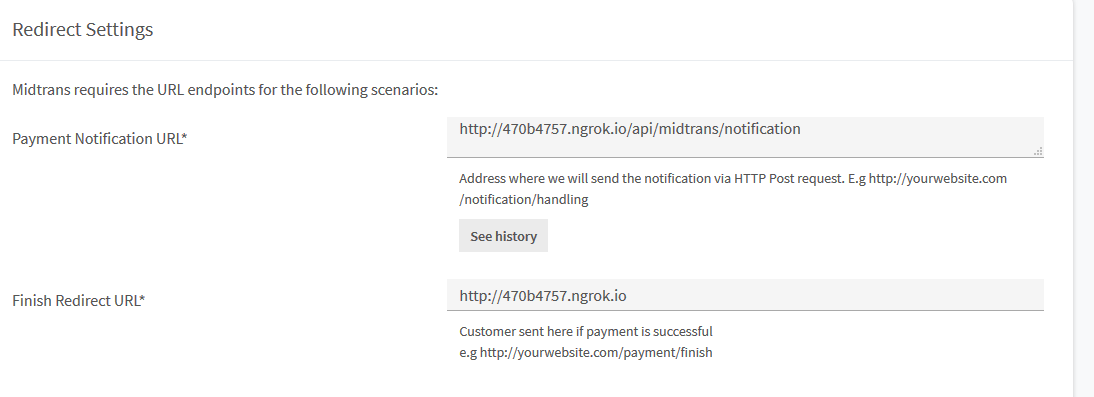 Redirect Settings
Midtrans requires the URL endpoints for the following scenarios:
Payment Notification URL*
http://470b4757.ngrok.io/api/midtrans/notification
Address where we will send the notification via HTTP Post request. E.g http://yourwebsite.com
/notification/handling
See history
Finish Redirect URL*
http://470b4757.ngrok.io
Customer sent here if payment is successful
e.g http://yourwebsite.com/payment/finish